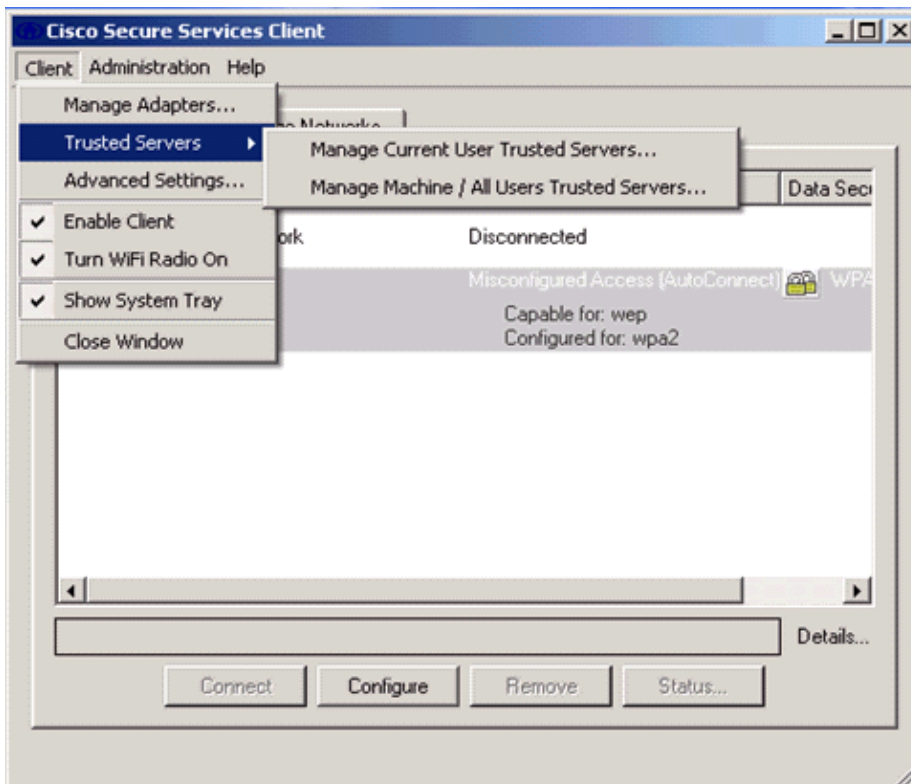 Cisco Secure Services Client
Client Administration Help
Manage Adapters...
Networks
Trusted Servers
Manage Current User Trusted Servers...
Advanced Settings...
Manage Machine / All Users Trusted Servers...
Data Secu
Enable Client
ork Disconnected
Turn WiFi Radio On
Misconfigured Access (AutoConnect) WPA
Show System Tray
Capable for: wep
Configured for: wpa2
Close Window
Details...
Connect Configure Remove Status...